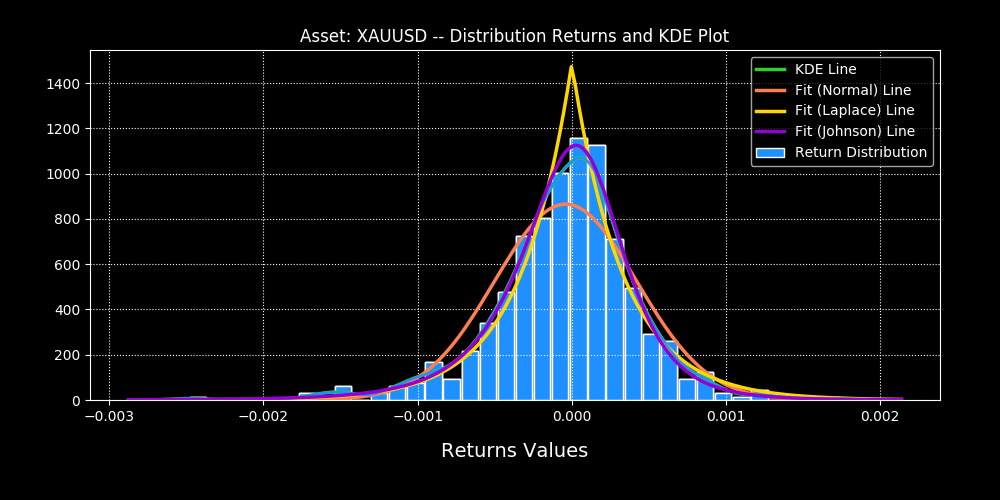 Asset: XAUUSD -- Distribution Returns and KDE Plot
1400
1200
1000
800
600
400
200
0
KDE Line
Fit (Normal) Line
Fit (Laplace) Line
Fit (Johnson) Line
Return Distribution
−0.003 −0.002 −0.001 0.000 0.001 0.002
Returns Values